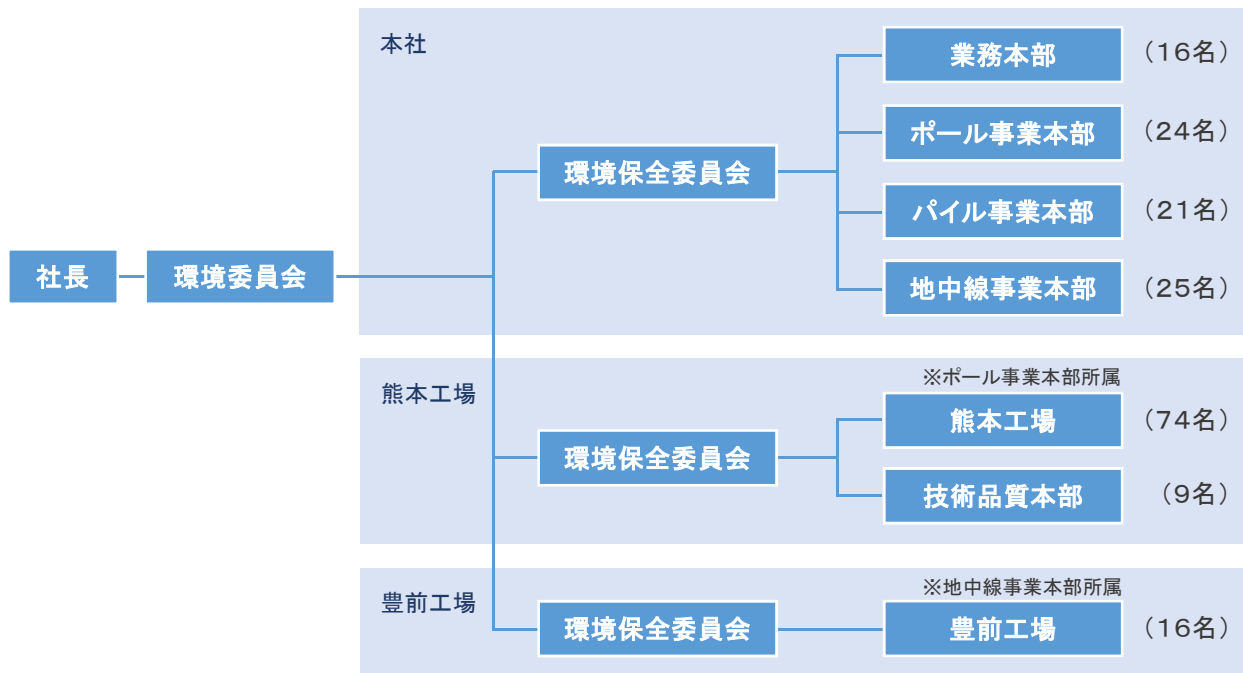 社長
環境委員会
本社
環境保全委員会
業務本部
（16名）
ポール事業本部
（24名）
パイル事業本部
（21名）
地中線事業本部
（25名）
熊本工場
環境保全委員会
※ポール事業本部所属
熊本工場
（74名）
技術品質本部
（9名）
豊前工場
環境保全委員会
※地中線事業本部所属
豊前工場
（16名）